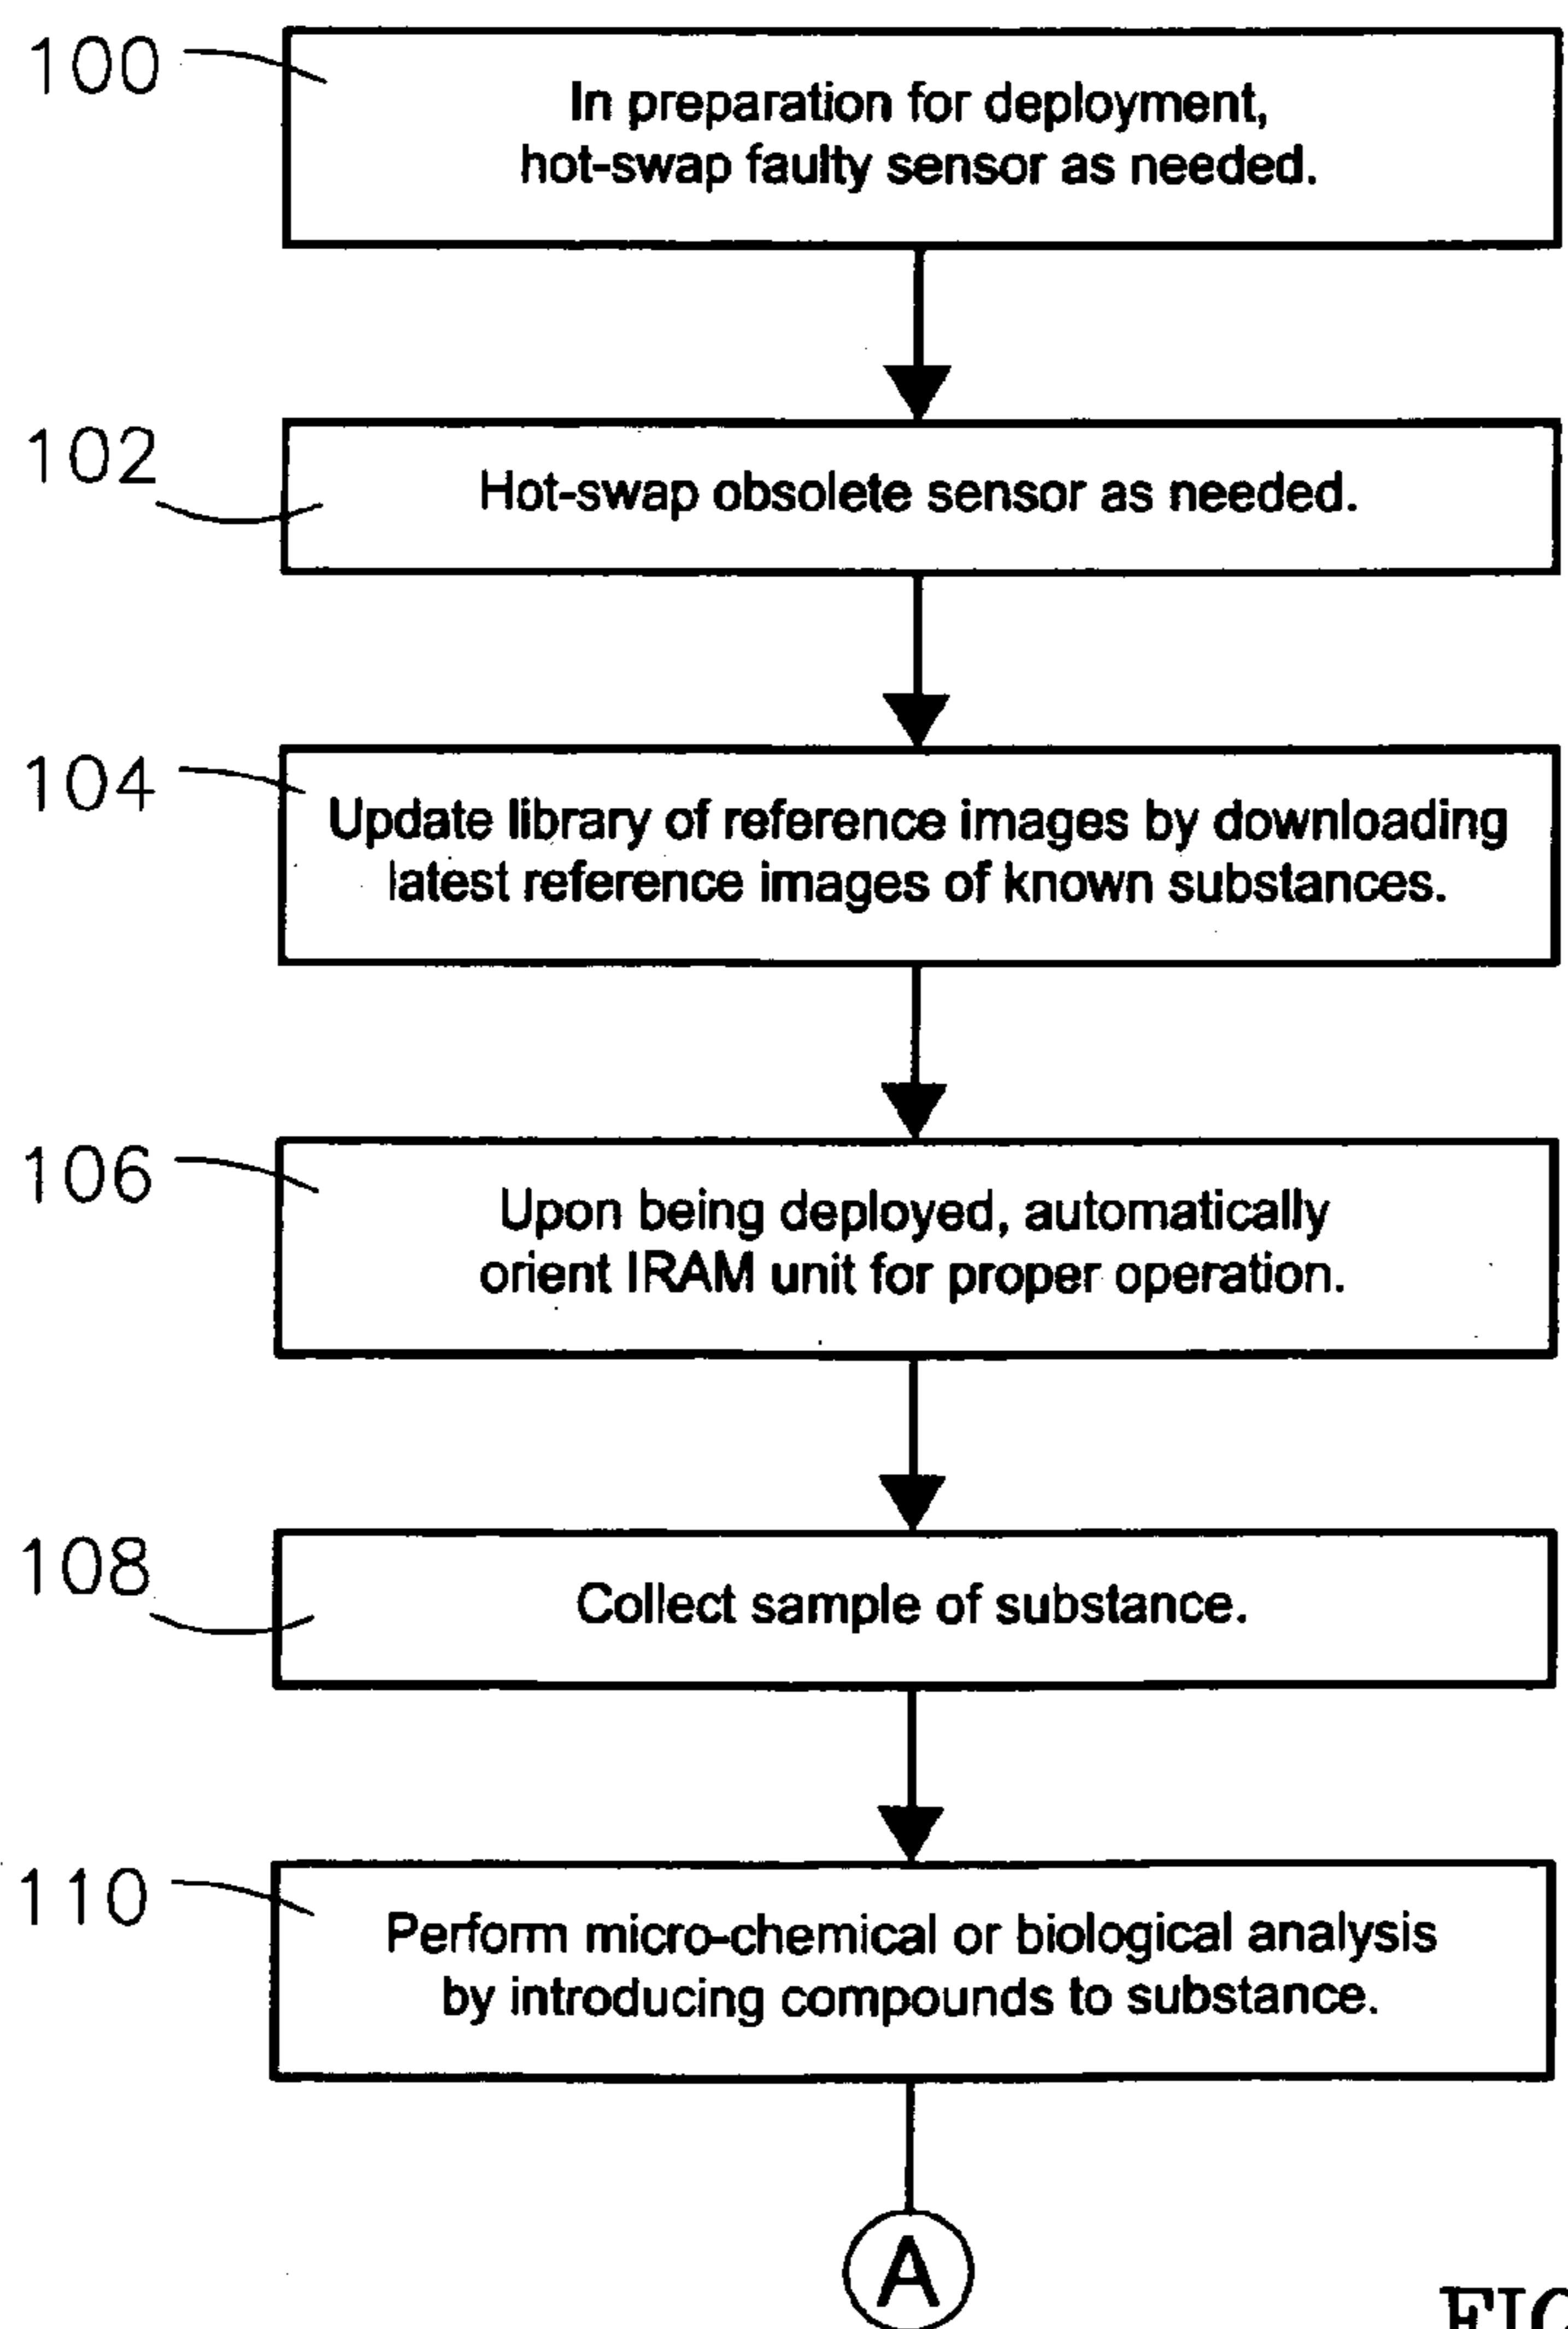 100
In preparation for deployment,
hot-swap faulty sensor as needed.
102
Hot-swap obsolete sensor as needed.
104
Update library of reference images by downloading
latest reference images of known substances.
106
Upon being deployed, automatically
orient IRAM unit for proper operation.
108
Collect sample of substance.
110
Perform micro-chemical or biological analysis
by introducing compounds to substance.
A